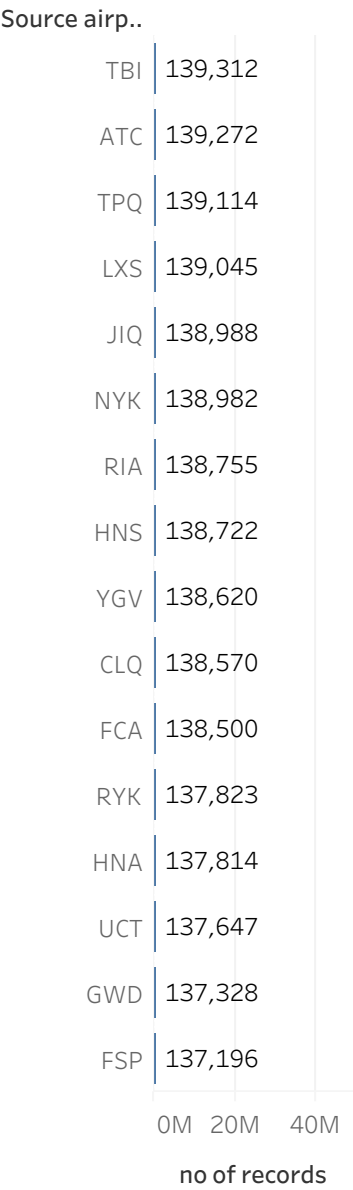 Source airp..
TBI 139,312
ATC 139,272
TPQ 139,114
LXS 139,045
JIQ 138,988
NYK 138,982
RIA 138,755
HNS 138,722
YGV 138,620
CLQ 138,570
FCA 138,500
RYK 137,823
HNA 137,814
UCT 137,647
GWD 137,328
FSP 137,196
0M 20M 40M
no of records